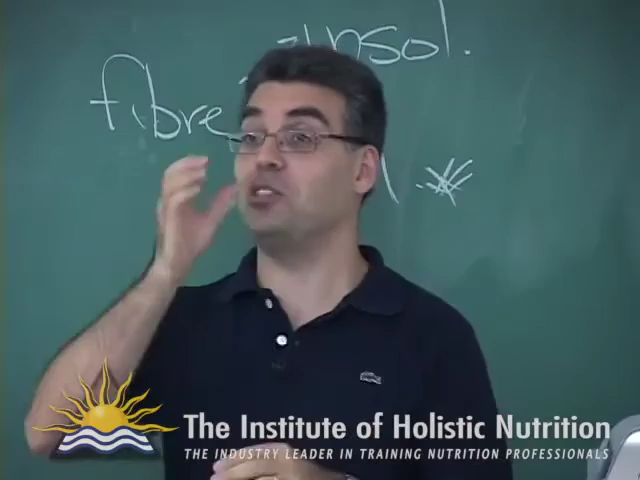 insol.
fibre
The Institute of Holistic Nutrition
THE INDUSTRY LEADER IN TRAINING NUTRITION PROFESSIONALS